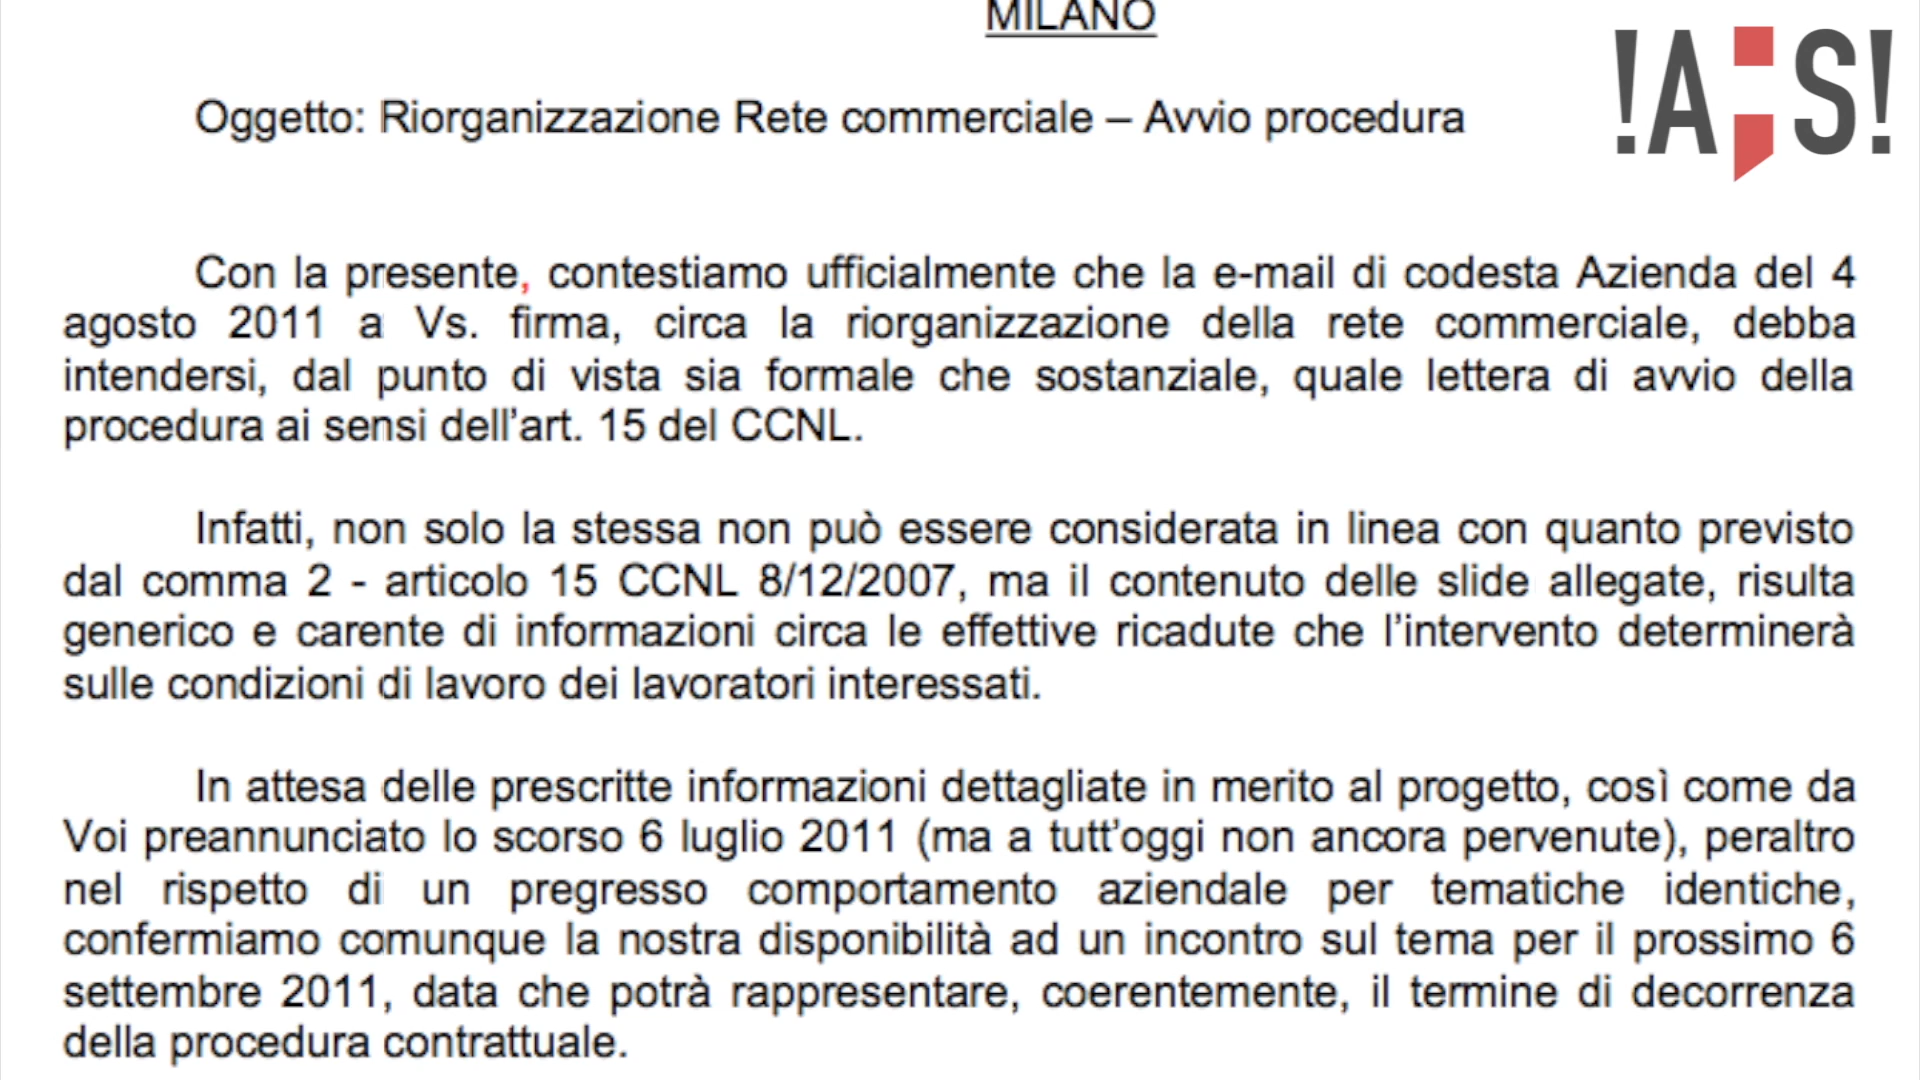 MILANO
!A;S!
Oggetto: Riorganizzazione Rete commerciale – Avvio procedura
Con la presente, contestiamo ufficialmente che la e-mail di codesta Azienda del 4
agosto 2011 a Vs. firma, circa la riorganizzazione della rete commerciale, debba
intendersi, dal punto di vista sia formale che sostanziale, quale lettera di avvio della
procedura ai sensi dell’art. 15 del CCNL.
Infatti, non solo la stessa non può essere considerata in linea con quanto previsto
dal comma 2 - articolo 15 CCNL 8/12/2007, ma il contenuto delle slide allegate, risulta
generico e carente di informazioni circa le effettive ricadute che l’intervento determinerà
sulle condizioni di lavoro dei lavoratori interessati.
In attesa delle prescritte informazioni dettagliate in merito al progetto, così come da
Voi preannunciato lo scorso 6 luglio 2011 (ma a tutt’oggi non ancora pervenute), peraltro
nel rispetto di un pregresso comportamento aziendale per tematiche identiche,
confermiamo comunque la nostra disponibilità ad un incontro sul tema per il prossimo 6
settembre 2011, data che potrà rappresentare, coerentemente, il termine di decorrenza
della procedura contrattuale.